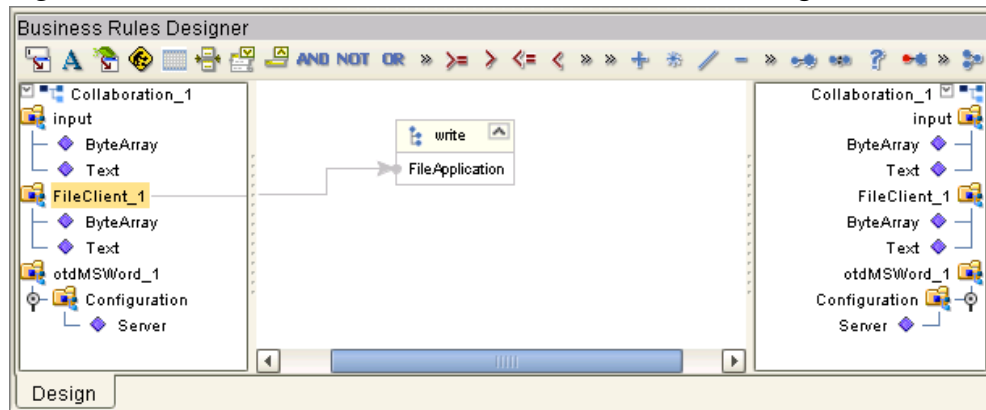 Business Rules Designer
A AND NOT OR » >= > <= < » » + / - » ? »
Collaboration_1
input
ByteArray
Text
FileClient_1
ByteArray
Text
otdMSWord_1
Configuration
Server
write
FileApplication
Collaboration_1
input
ByteArray
Text
FileClient_1
ByteArray
Text
otdMSWord_1
Configuration
Server
Design